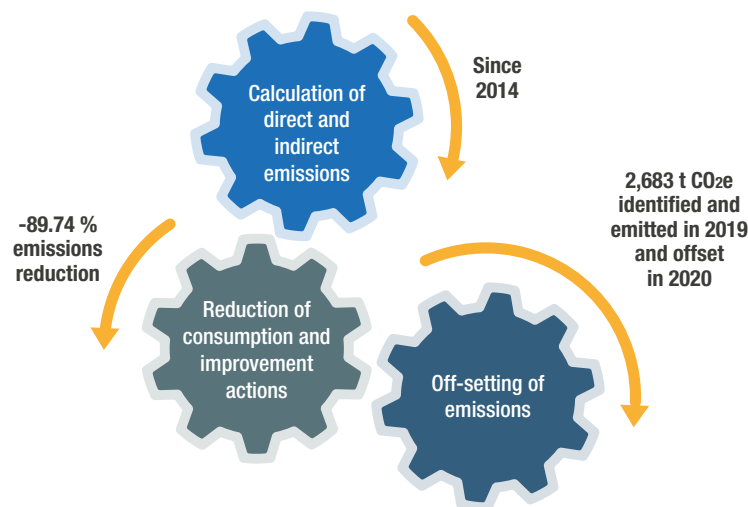 Calculation of
direct and
indirect
emissions
Since
2014
-89.74 %
emissions
reduction
Reduction of
consumption and
improvement
actions
2,683 t CO2e
identified and
emitted in 2019
and offset
in 2020
Off-setting of
emissions